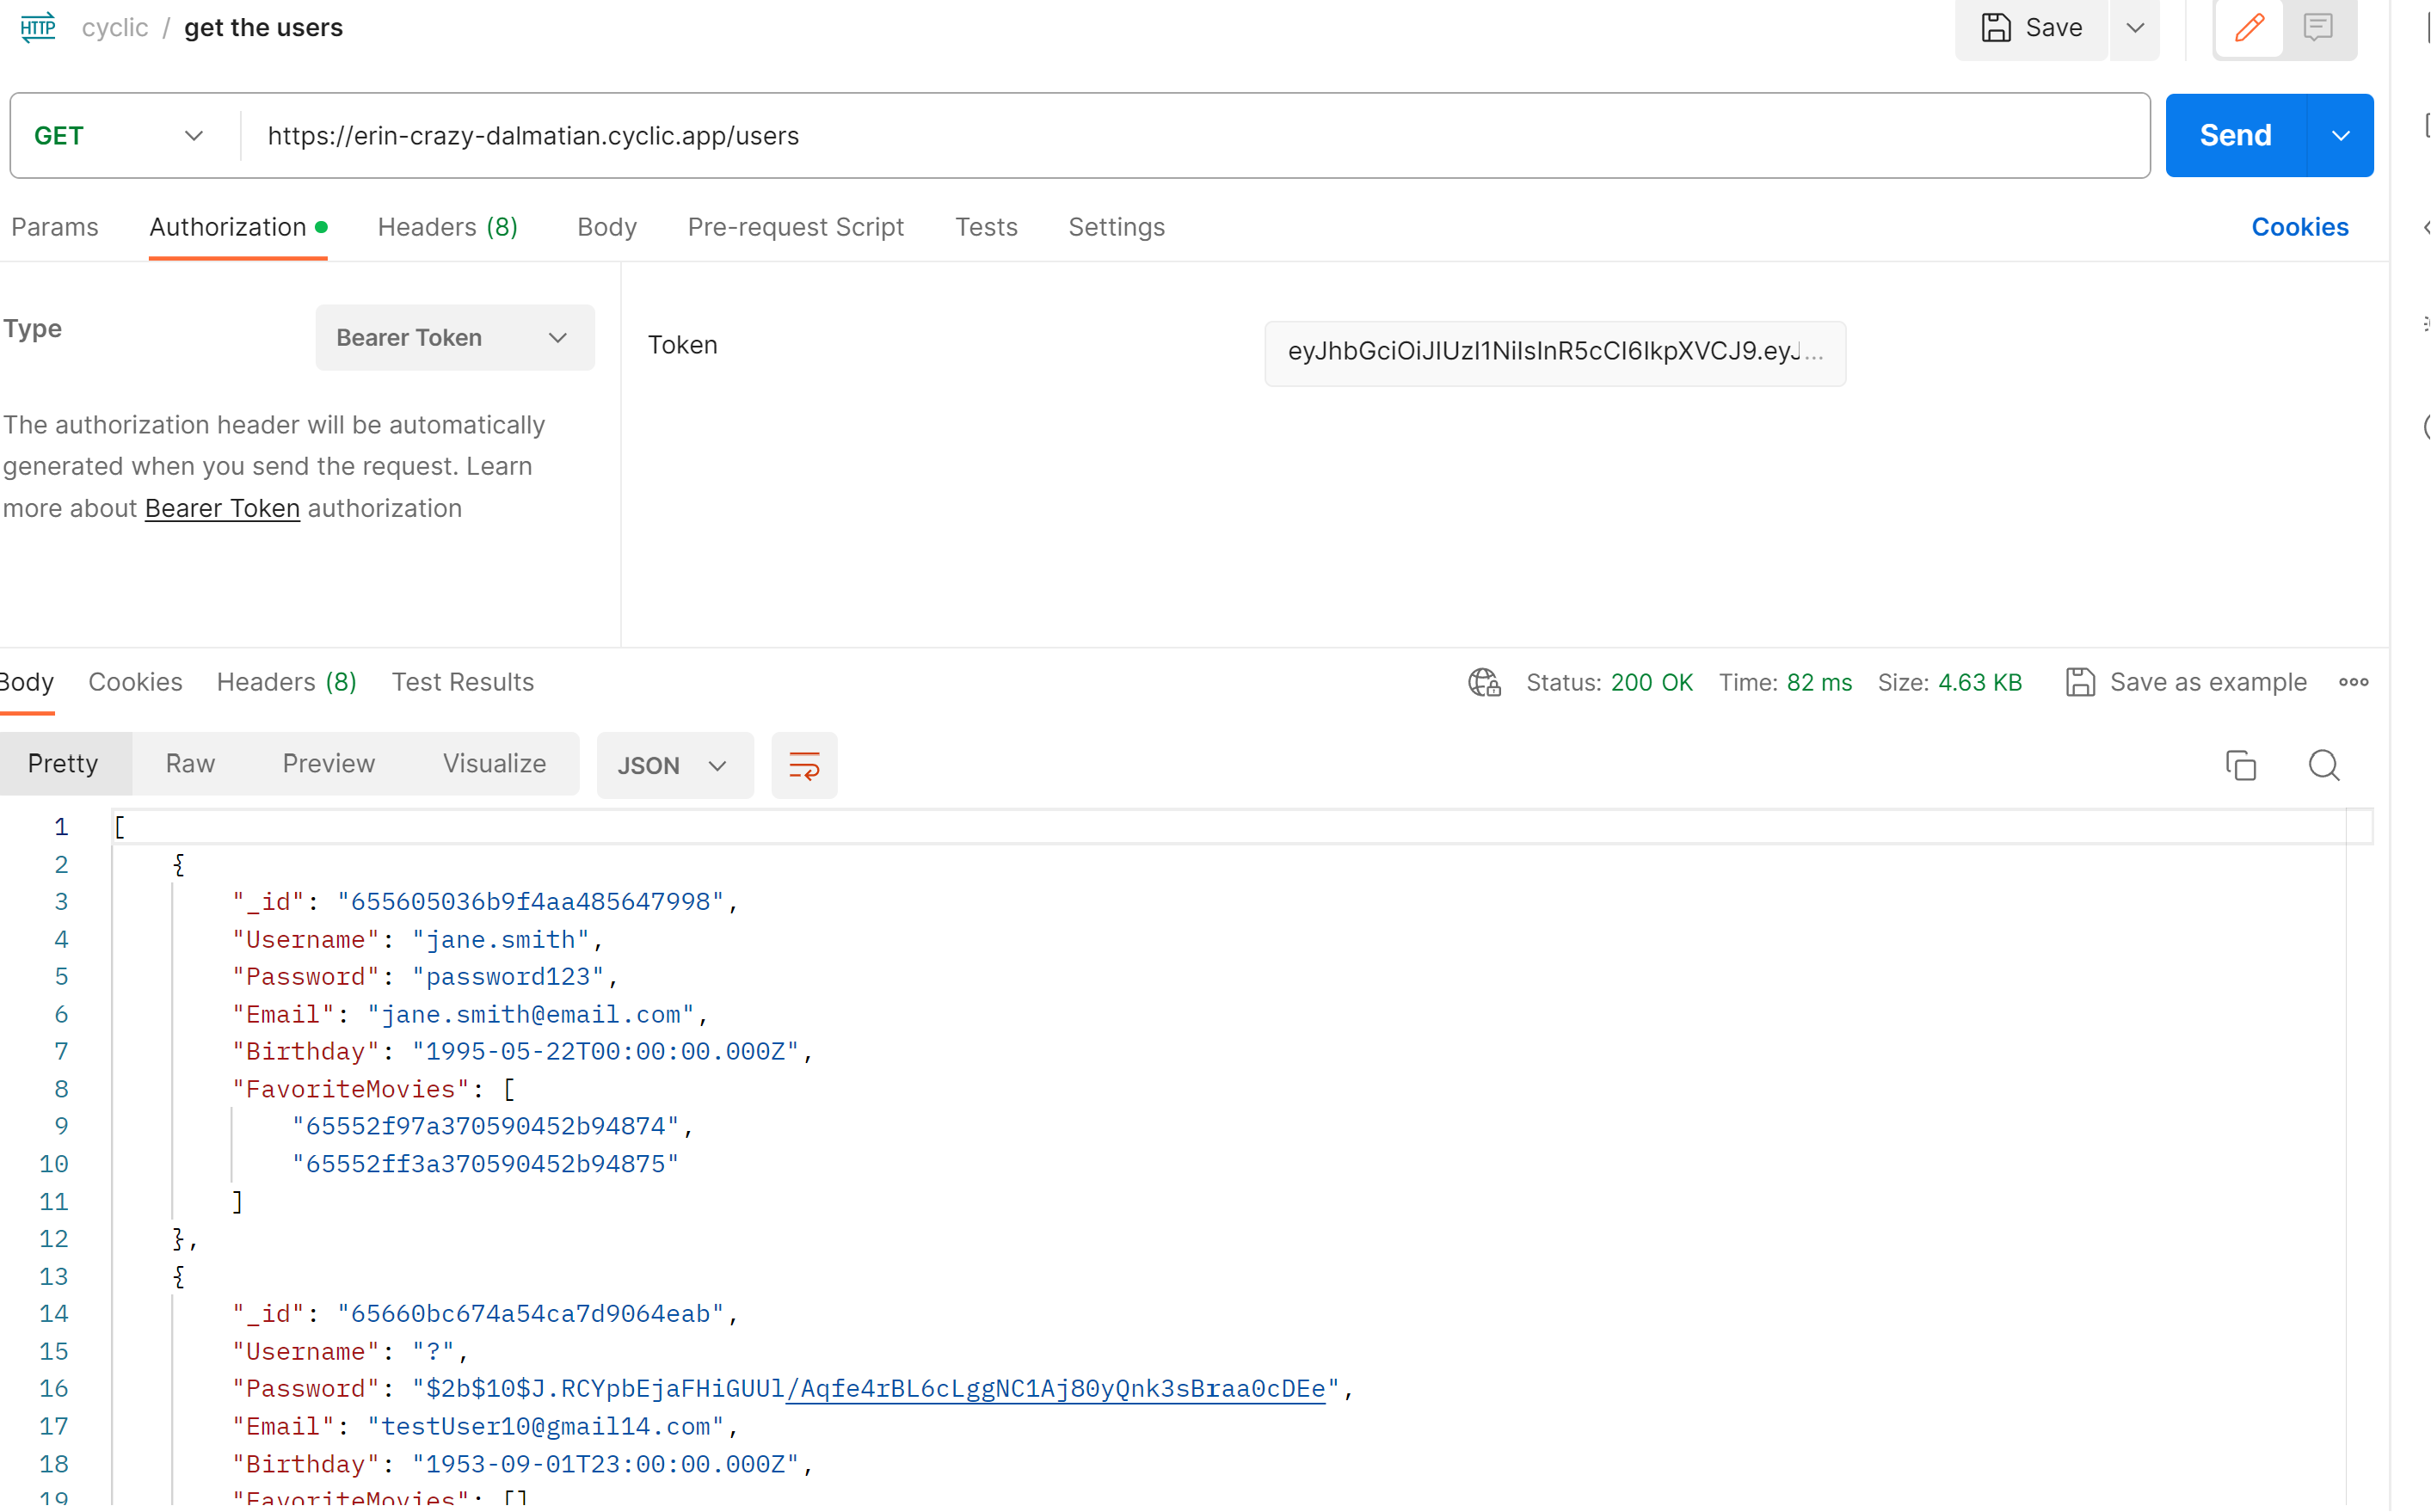 HTTP cyclic / get the users Save
GET https://erin-crazy-dalmatian.cyclic.app/users Send
Params Authorization Headers (8) Body Pre-request Script Tests Settings Cookies
Type Bearer Token
Token eyJhbGciOiJIUzI1NiIsInR5cCI6IkpXVCJ9.eyJ...
The authorization header will be automatically
generated when you send the request. Learn
more about Bearer Token authorization
Body Cookies Headers (8) Test Results Status: 200 OK Time: 82 ms Size: 4.63 KB Save as example
Pretty Raw Preview Visualize JSON
1 [
2 {
3 "_id": "655605036b9f4aa485647998",
4 "Username": "jane.smith",
5 "Password": "password123",
6 "Email": "jane.smith@email.com",
7 "Birthday": "1995-05-22T00:00:00.000Z",
8 "FavoriteMovies": [
9 "65552f97a370590452b94874",
10 "65552ff3a370590452b94875"
11 ]
12 },
13 {
14 "_id": "65660bc674a54ca7d9064eab",
15 "Username": "?",
16 "Password": "$2b$10$J.RCYpbEjaFHiGUUl/Aqfe4rBL6cLggNC1Aj80yQnk3sBraa0cDEe",
17 "Email": "testUser10@gmail14.com",
18 "Birthday": "1953-09-01T23:00:00.000Z",
19 "FavoriteMovies": []